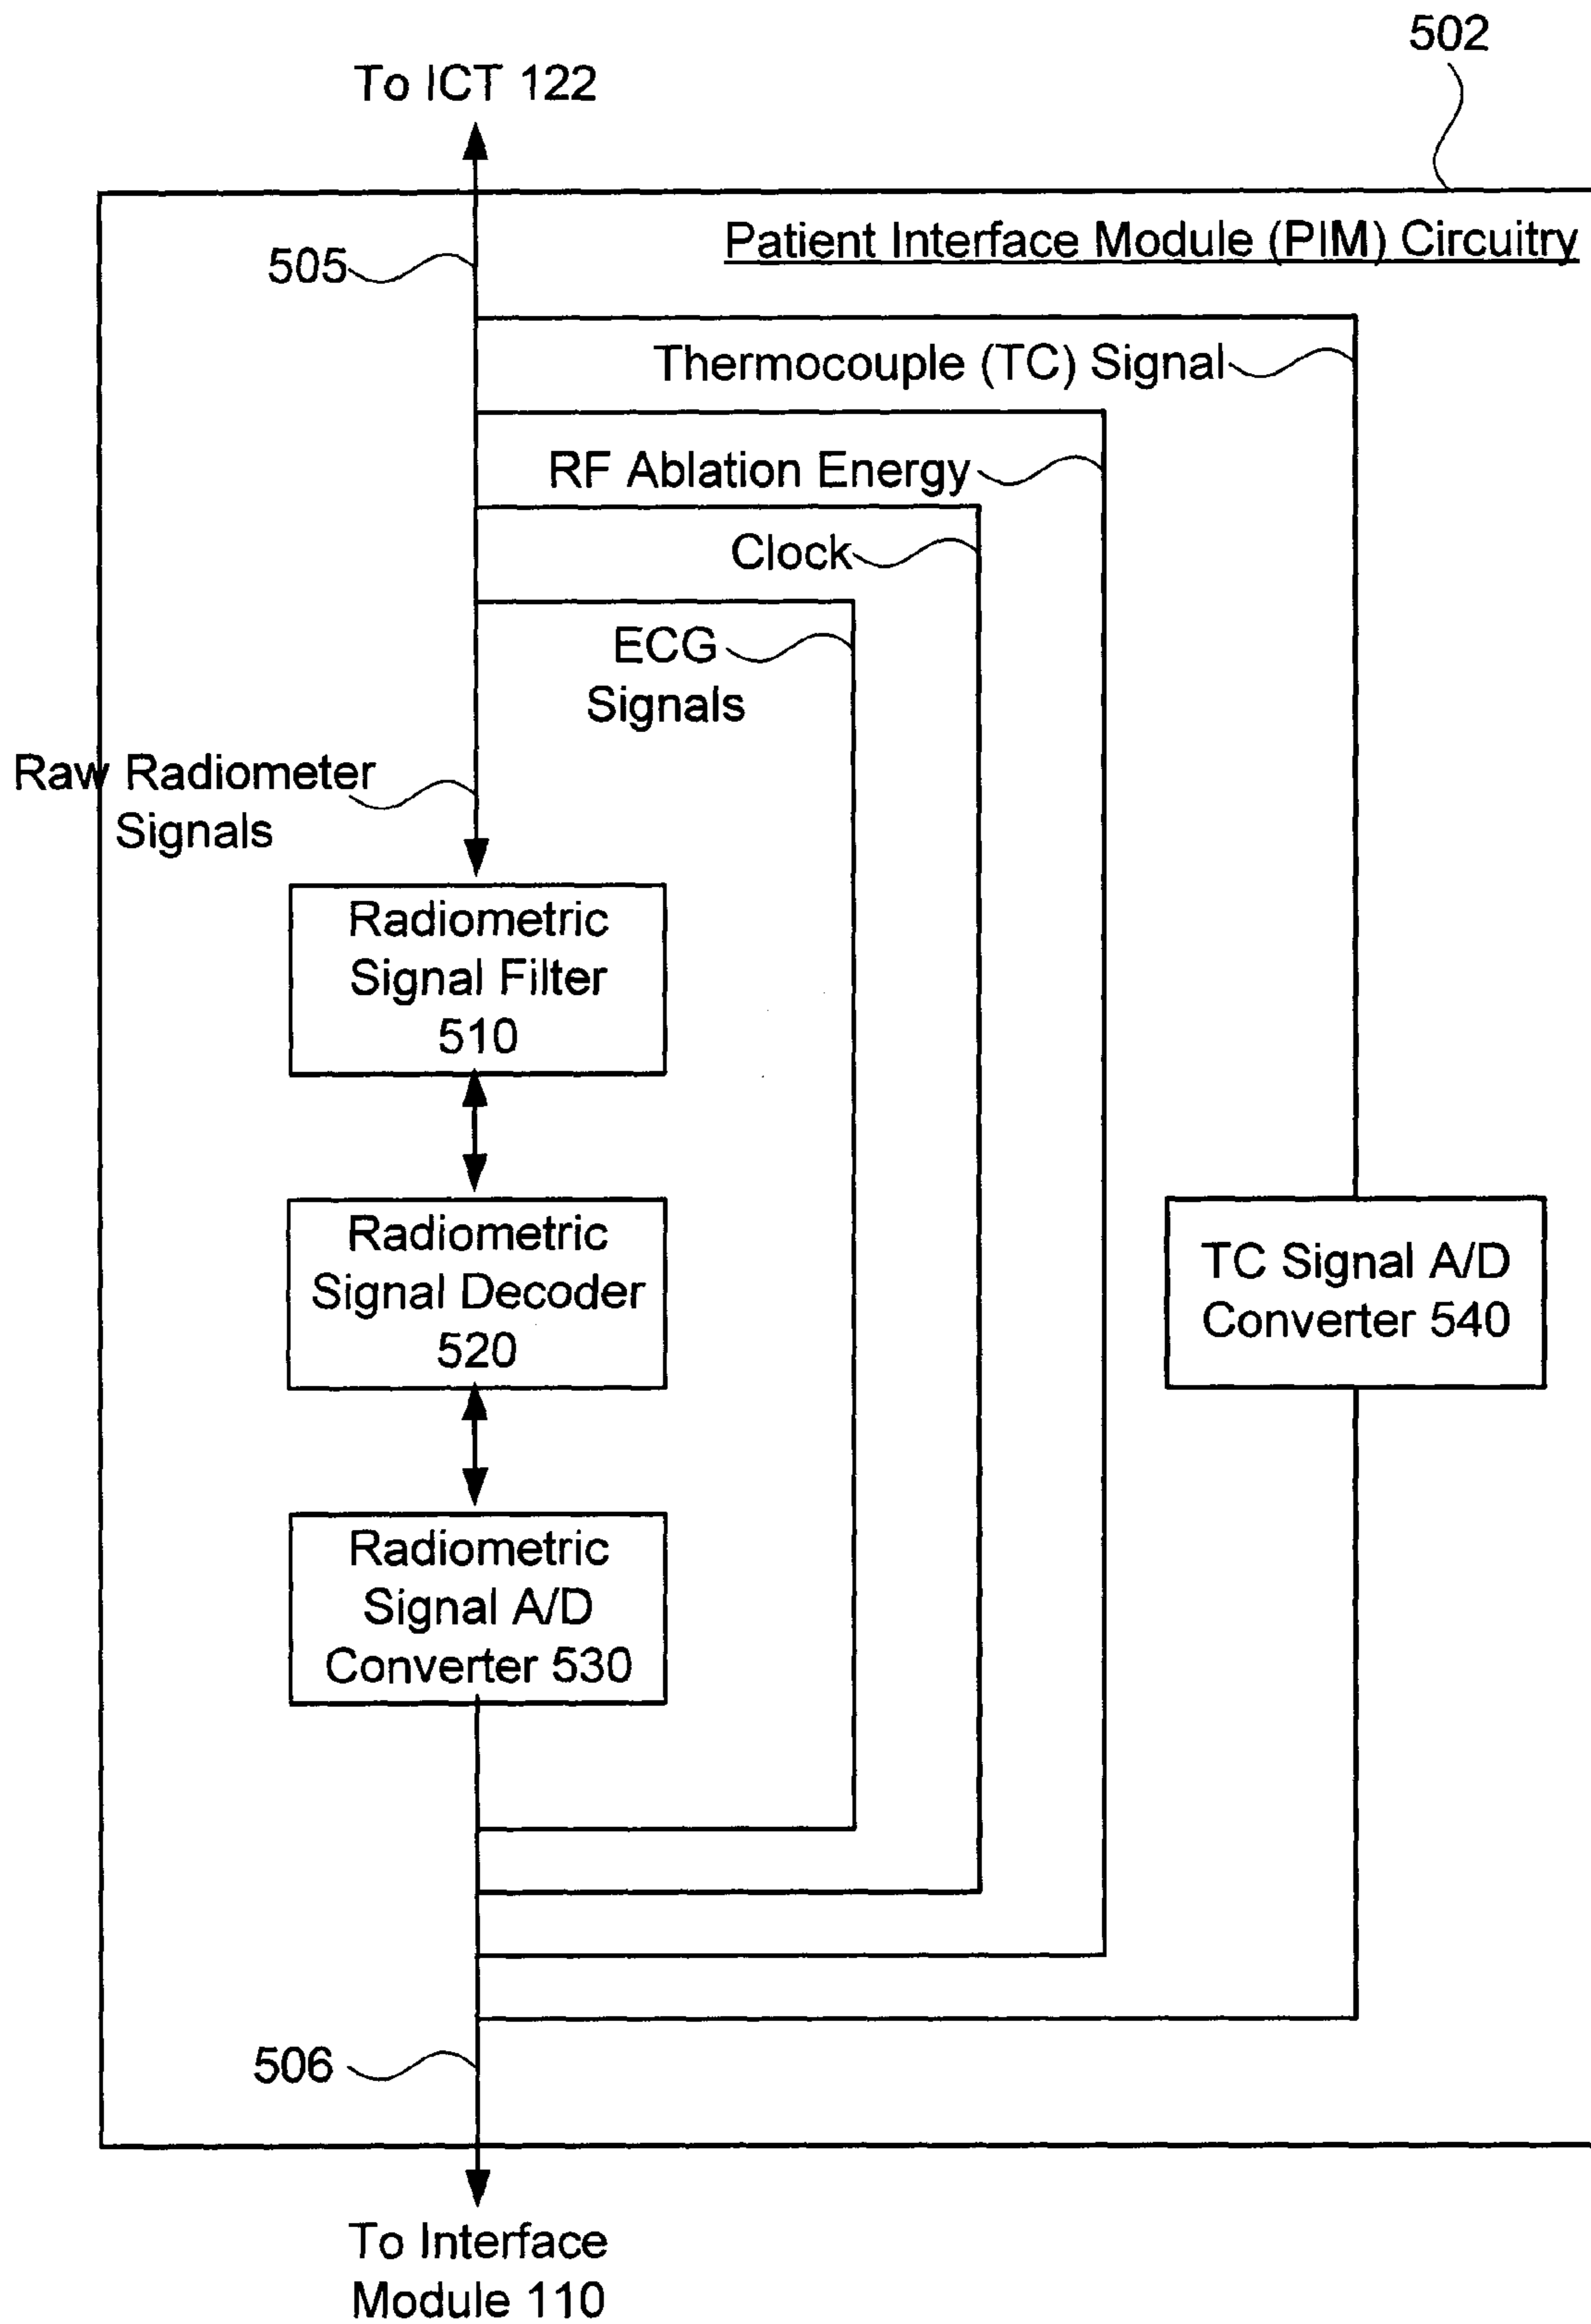 502
To ICT 122
Patient Interface Module (PIM) Circuitry
505
Thermocouple (TC) Signal
RF Ablation Energy
Clock
ECG
Signals
Raw Radiometer
Signals
Radiometric
Signal Filter
510
Radiometric
Signal Decoder
520
TC Signal A/D
Converter 540
Radiometric
Signal A/D
Converter 530
506
To Interface
Module 110